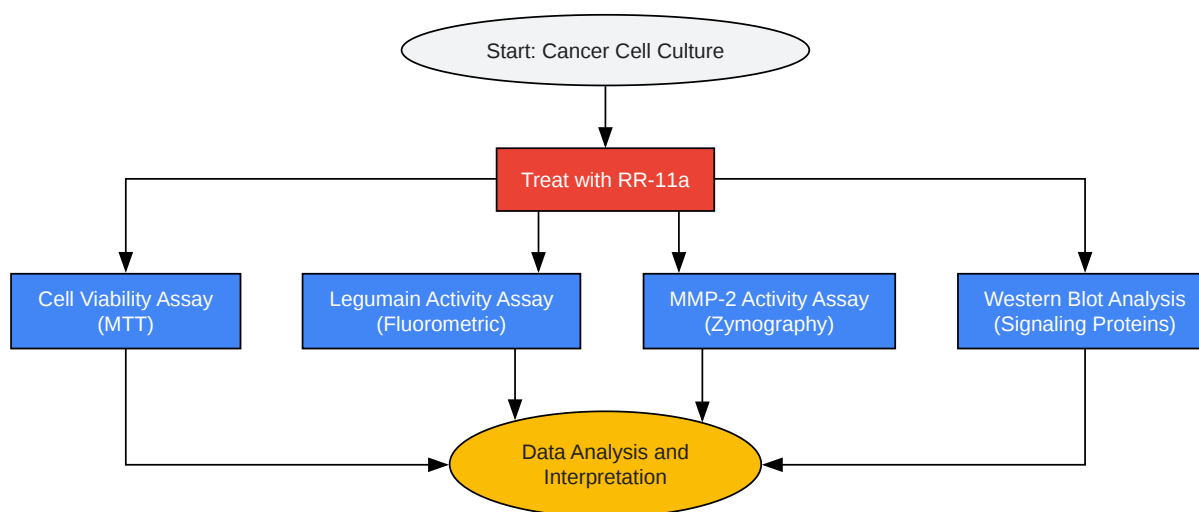 Start: Cancer Cell Culture
Treat with RR-11a
Cell Viability Assay
(MTT)
Legumain Activity Assay
(Fluorometric)
MMP-2 Activity Assay
(Zymography)
Western Blot Analysis
(Signaling Proteins)
Data Analysis and
Interpretation